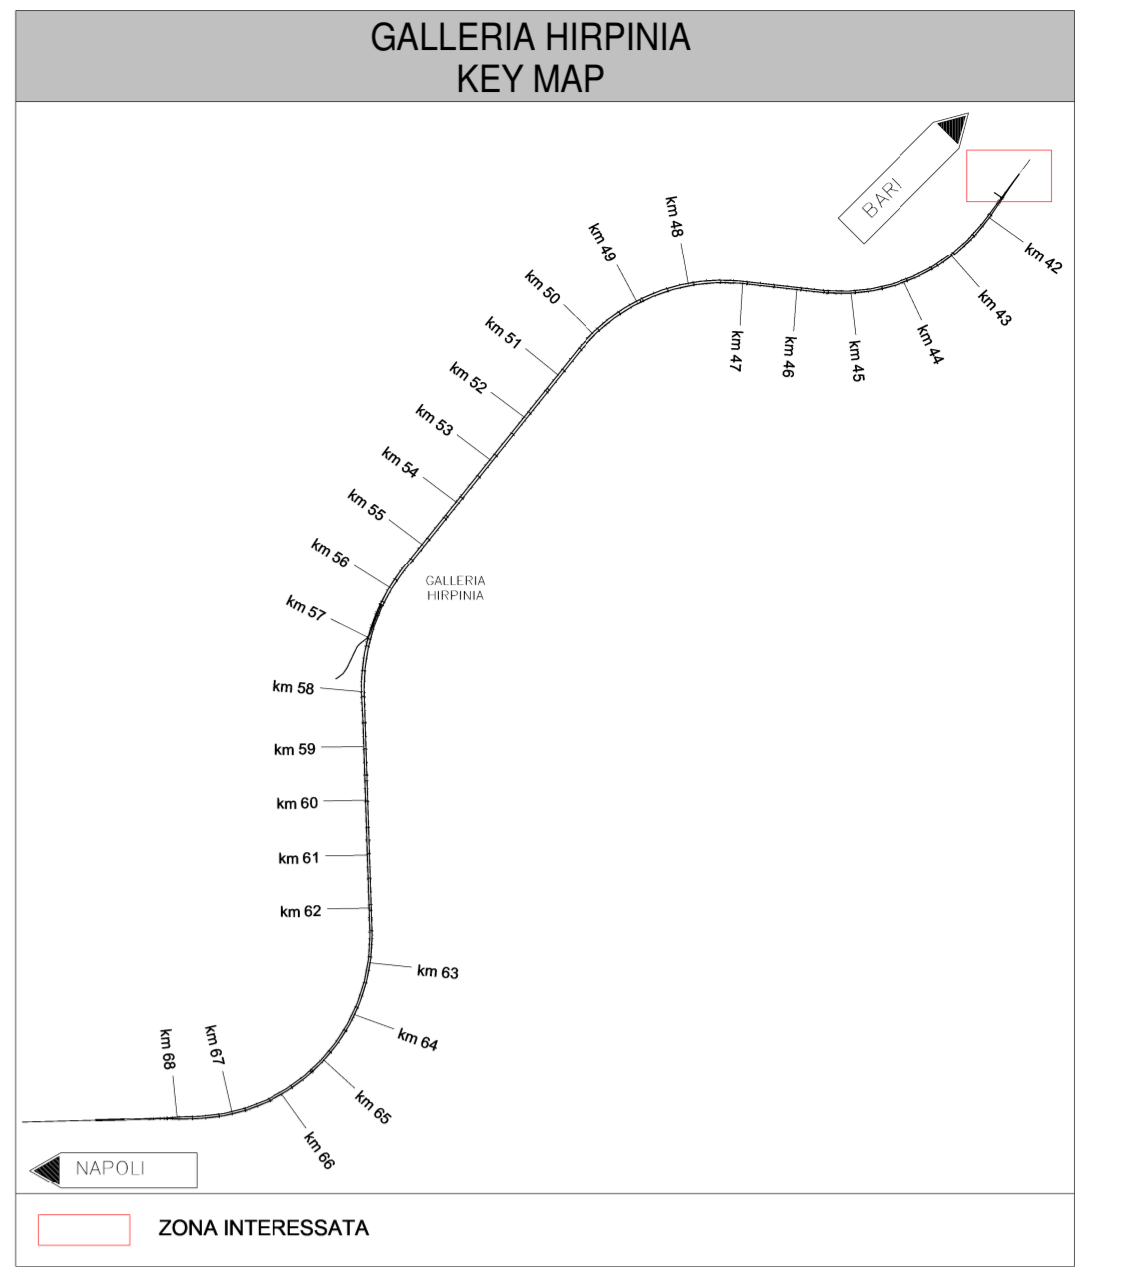 GALLERIA HIRPINIA
KEY MAP
BARI
km 42
km 43
km 44
km 45
km 46
km 47
km 48
km 49
km 50
km 51
km 52
km 53
km 54
km 55
km 56
GALLERIA
HIRPINIA
km 57
km 58
km 59
km 60
km 61
km 62
km 63
km 64
km 65
km 66
km 67
km 68
NAPOLI
ZONA INTERESSATA